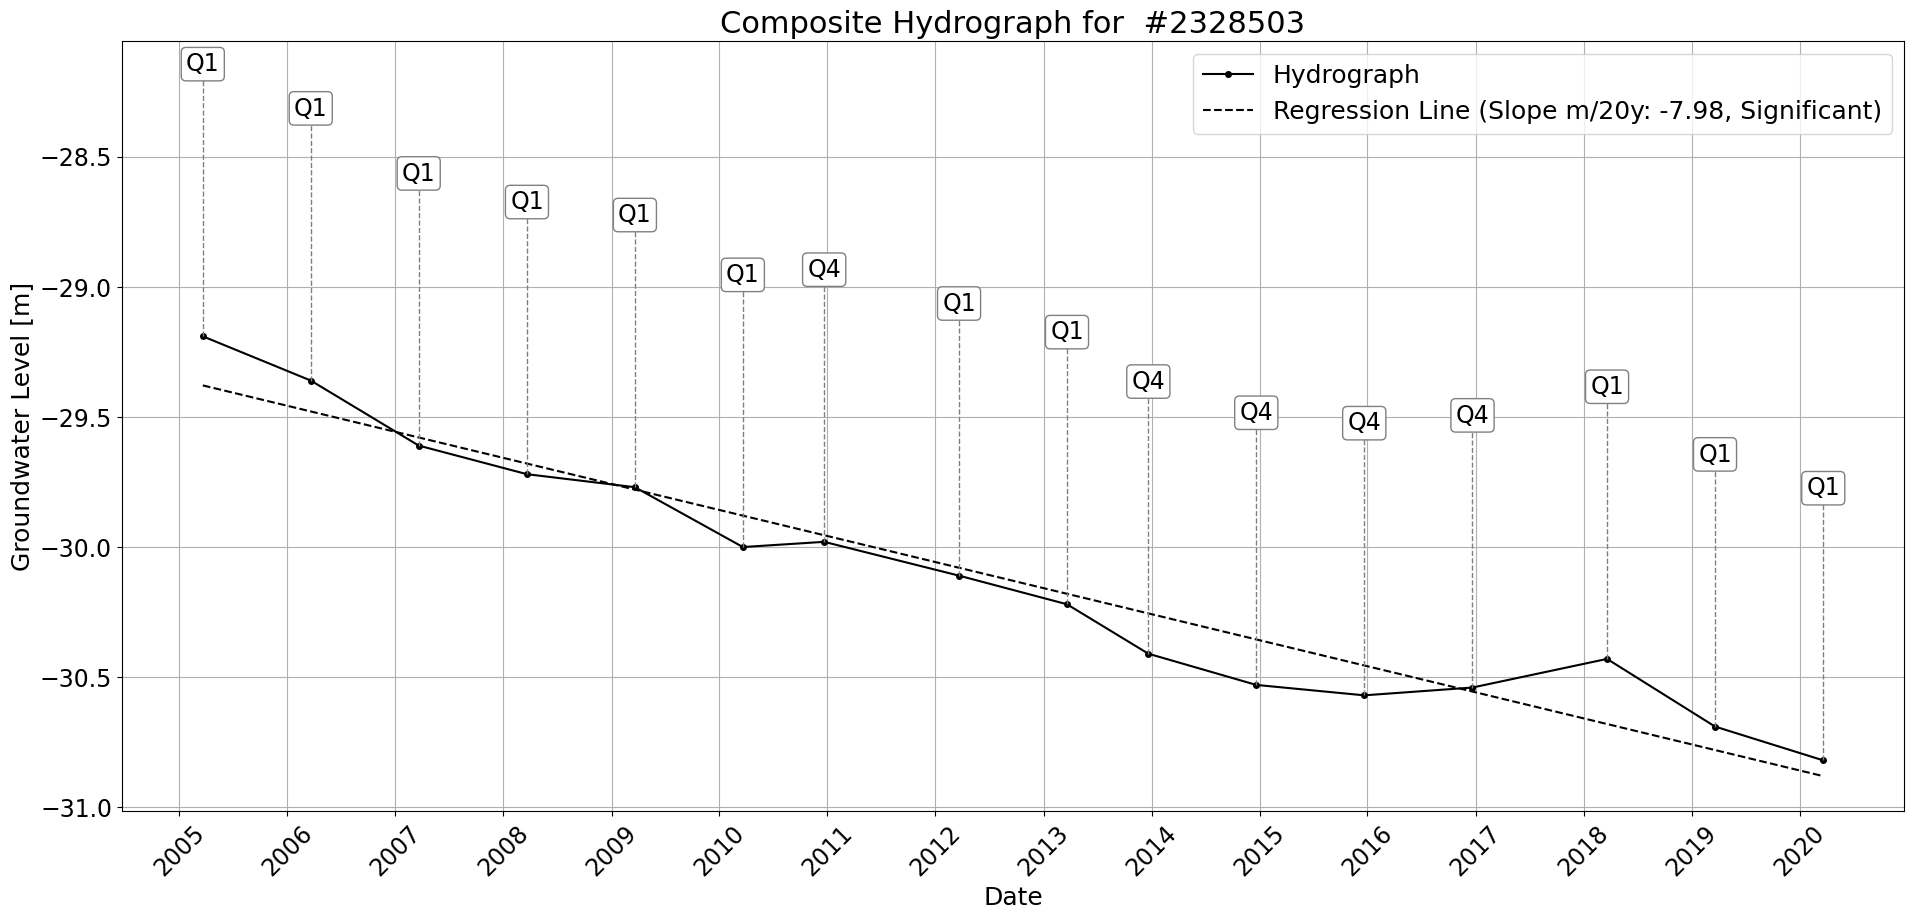 Composite Hydrograph for  #2328503
Hydrograph
Regression Line (Slope m/20y: -7.98, Significant)
Q1
Q1
Q1
Q1
Q1
Q1
Q4
Q1
Q1
Q4
Q4
Q4
Q4
Q1
Q1
Q1
Groundwater Level [m]
−28.5
−29.0
−29.5
−30.0
−30.5
−31.0
2005
2006
2007
2008
2009
2010
2011
2012
2013
2014
2015
2016
2017
2018
2019
2020
Date